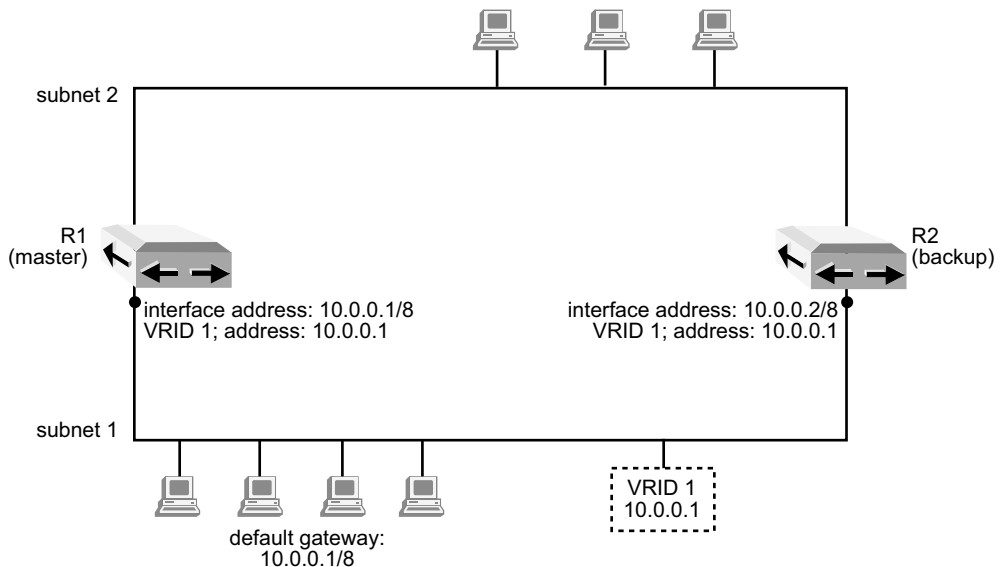 subnet 2
R1
(master)
R2
(backup)
interface address: 10.0.0.1/8
VRID 1; address: 10.0.0.1
interface address: 10.0.0.2/8
VRID 1; address: 10.0.0.1
subnet 1
VRID 1
10.0.0.1
default gateway:
10.0.0.1/8